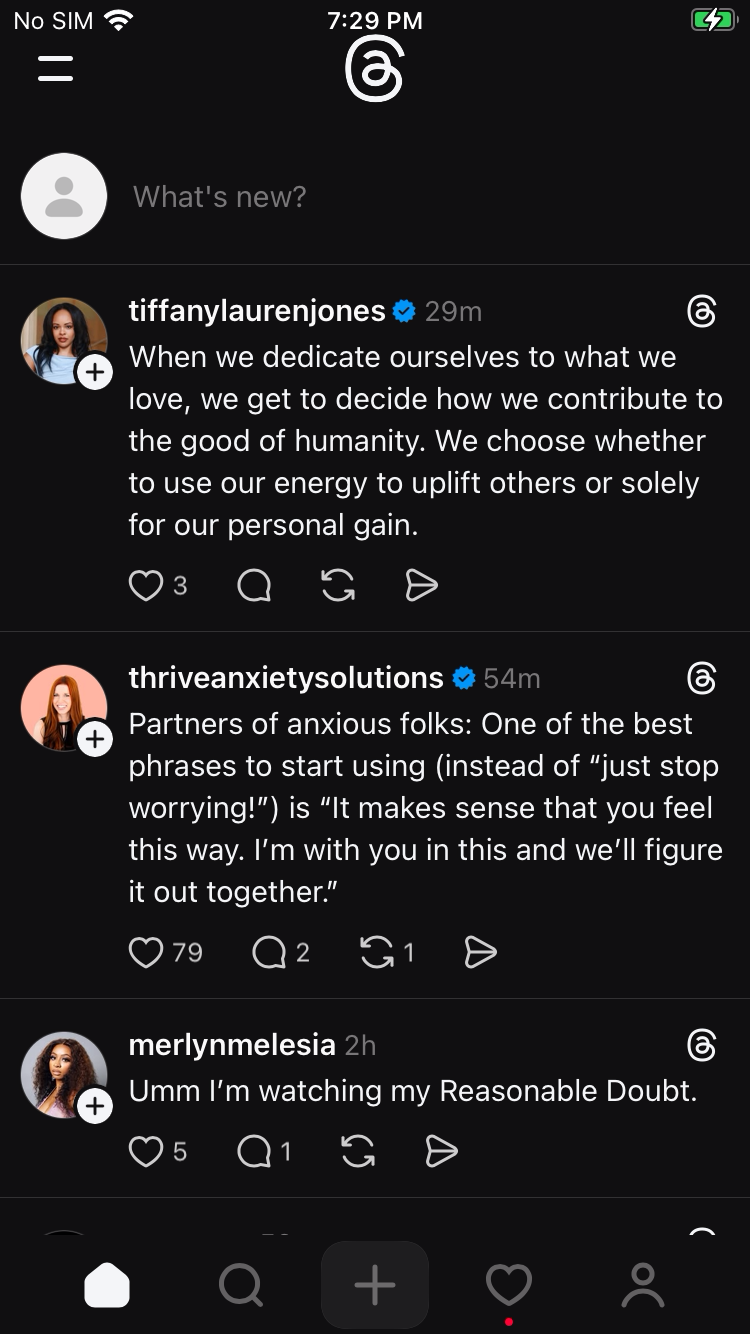 No SIM 7:29 PM
What's new?
tiffanylaurenjones 29m
When we dedicate ourselves to what we
love, we get to decide how we contribute to
the good of humanity. We choose whether
to use our energy to uplift others or solely
for our personal gain.
3
thriveanxietysolutions 54m
Partners of anxious folks: One of the best
phrases to start using (instead of “just stop
worrying!”) is “It makes sense that you feel
this way. I’m with you in this and we’ll figure
it out together.”
79 2 1
merlynmelesia 2h
Umm I’m watching my Reasonable Doubt.
5 1